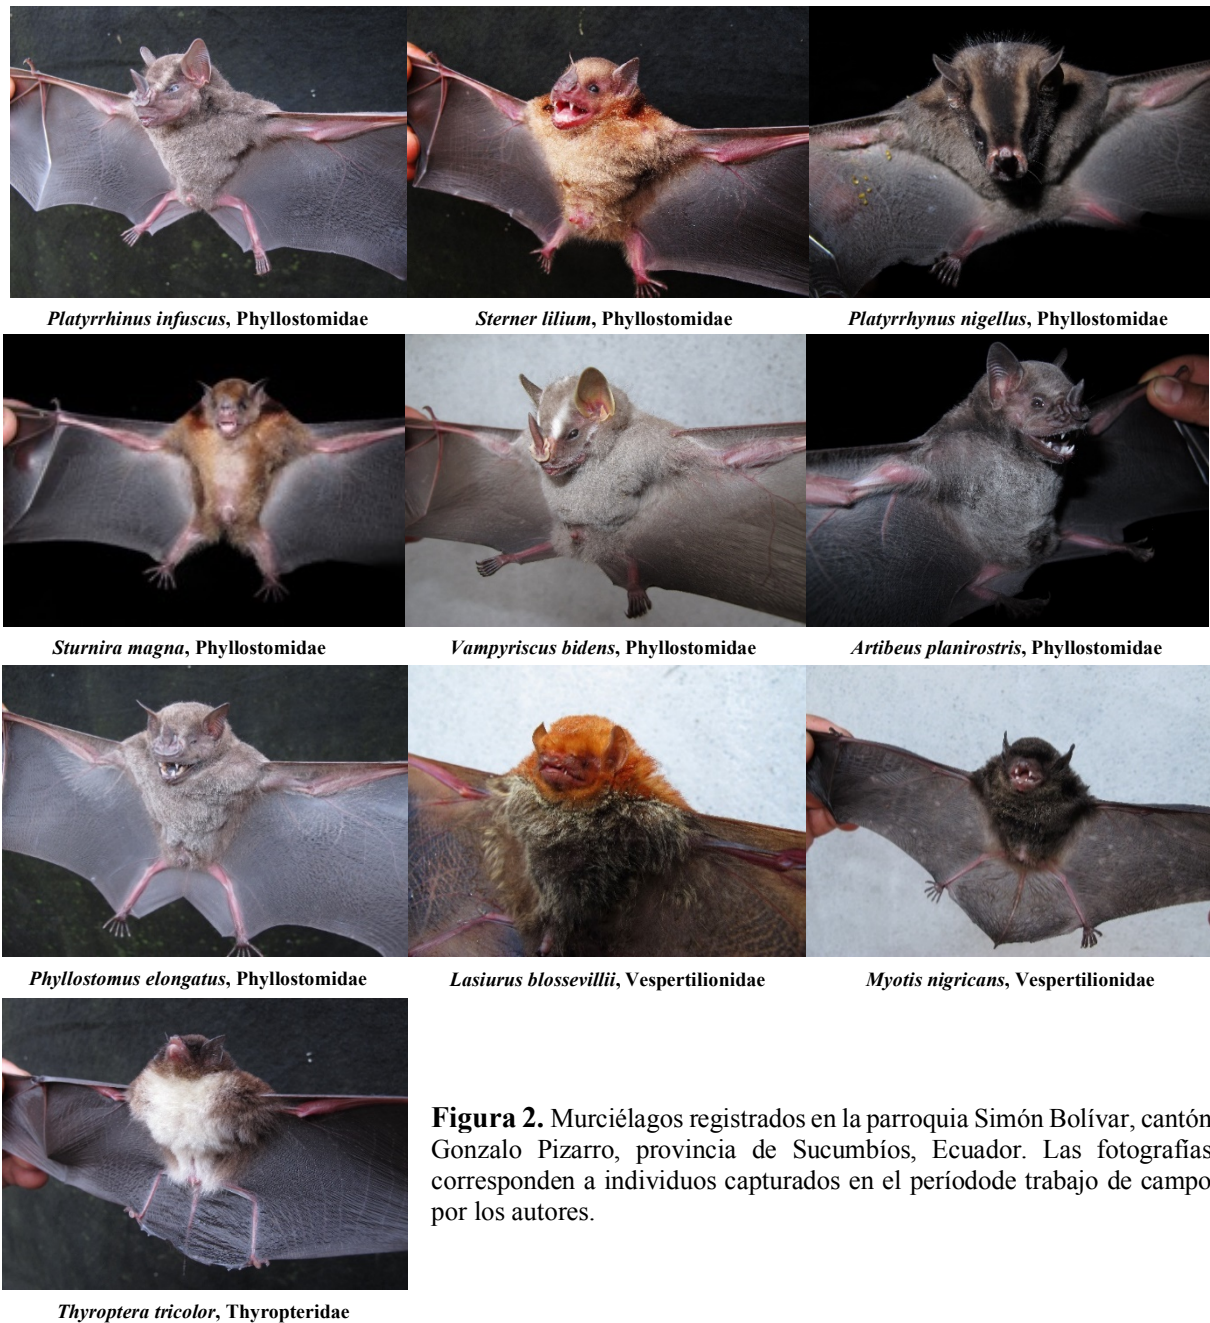 Platyrrhinus infuscus, Phyllostomidae
Sterner lilium, Phyllostomidae
Platyrrhynus nigellus, Phyllostomidae
Sturnira magna, Phyllostomidae
Vampyriscus bidens, Phyllostomidae
Artibeus planirostris, Phyllostomidae
Phyllostomus elongatus, Phyllostomidae
Lasiurus blossevillii, Vespertilionidae
Myotis nigricans, Vespertilionidae
Figura 2. Murciélagos registrados en la parroquia Simón Bolívar, cantón
Gonzalo Pizarro, provincia de Sucumbíos, Ecuador. Las fotografías
corresponden a individuos capturados en el períodode trabajo de campo
por los autores.
Thyroptera tricolor, Thyropteridae